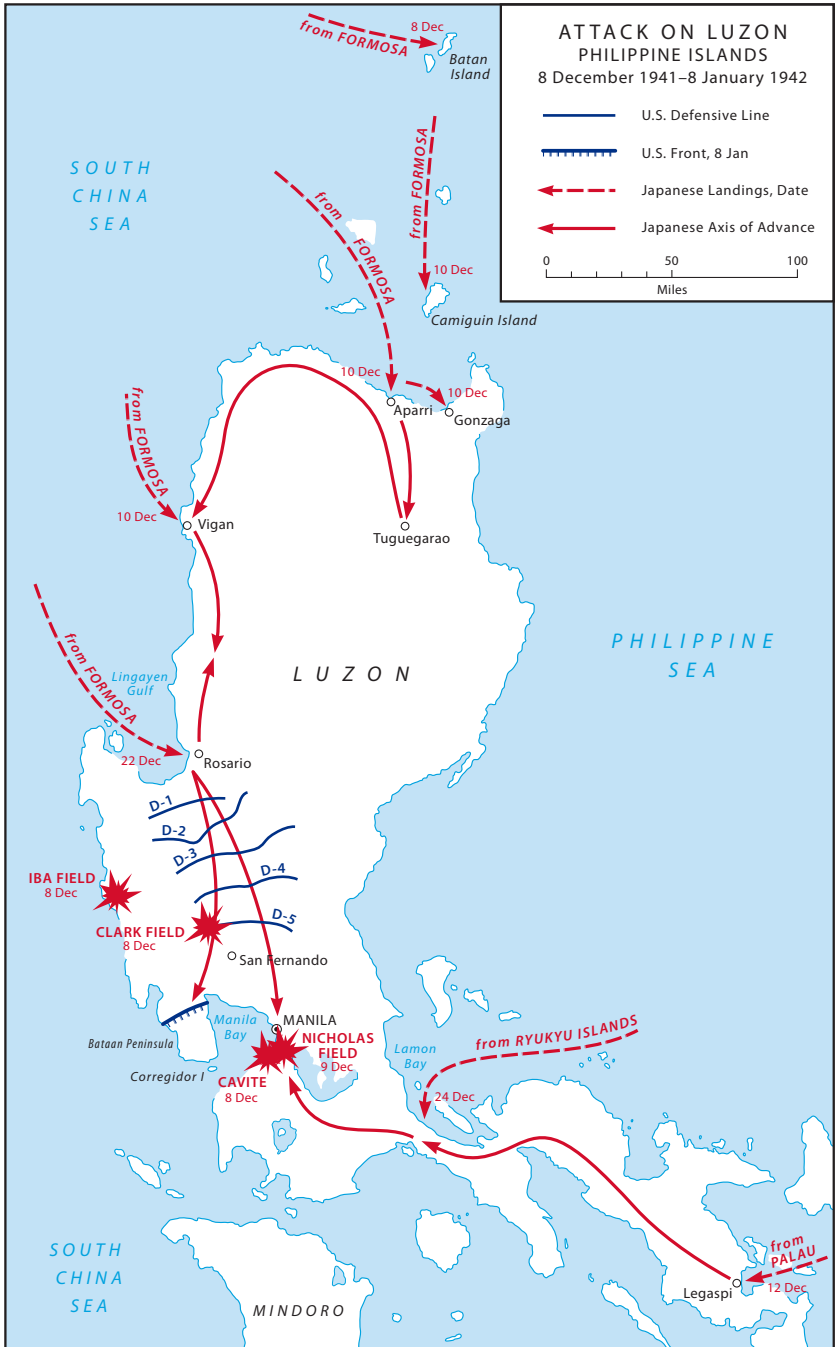 ATTACK ON LUZON
PHILIPPINE ISLANDS
8 December 1941–8 January 1942
U.S. Defensive Line
U.S. Front, 8 Jan
Japanese Landings, Date
Japanese Axis of Advance
0 50 100
Miles
from FORMOSA
8 Dec
Batan
Island
SOUTH
CHINA
SEA
from FORMOSA
from FORMOSA
10 Dec
Camiguin Island
10 Dec
10 Dec
Aparri
Gonzaga
from FORMOSA
10 Dec
Vigan
Tuguegarao
PHILIPPINE
SEA
LUZON
from FORMOSA
Lingayen
Gulf
22 Dec
Rosario
D-1
D-2
D-3
D-4
D-5
IBA FIELD
8 Dec
CLARK FIELD
8 Dec
San Fernando
Manila
Bay
MANILA
Bataan Peninsula
NICHOLAS
FIELD
9 Dec
Corregidor I
CAVITE
8 Dec
Lamon
Bay
from RYUKYU ISLANDS
24 Dec
SOUTH
CHINA
SEA
MINDORO
from
PALAU
12 Dec
Legaspi